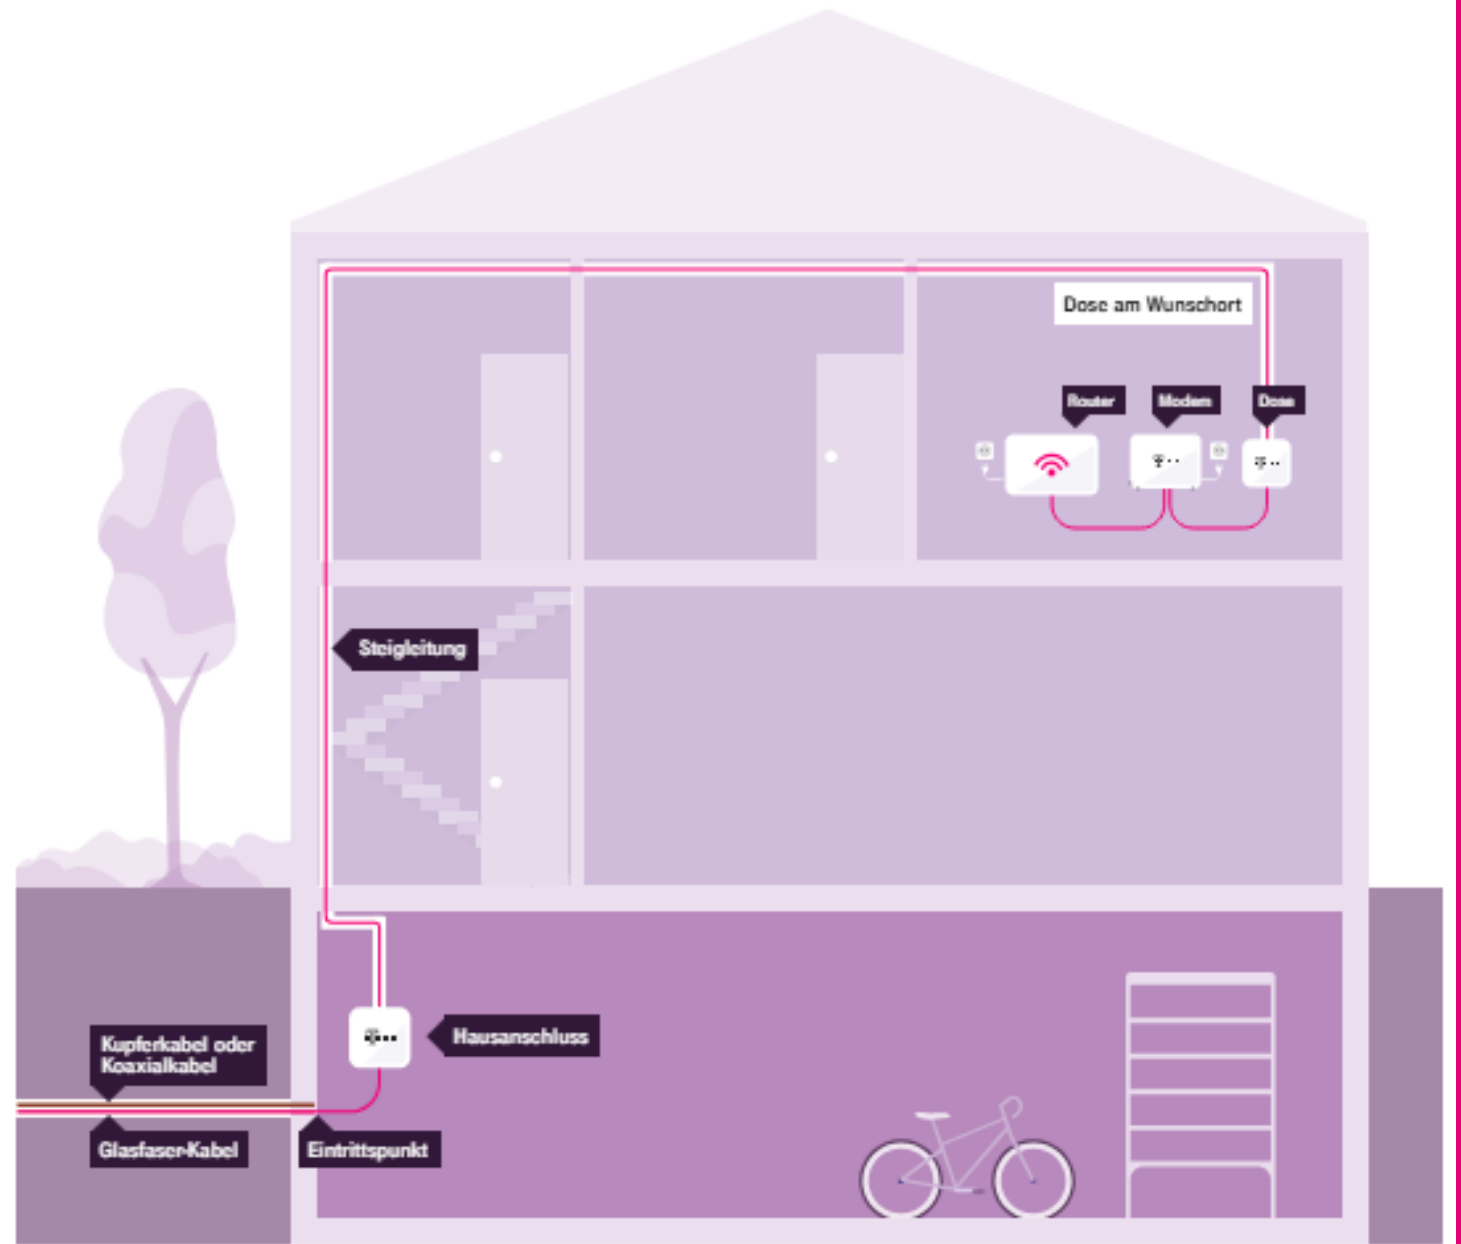 Dose am Wunschort
Router
Modem
Dose
Steigleitung
Hausanschluss
Kupferkabel oder
Koaxialkabel
Glasfaser-Kabel
Eintrittspunkt